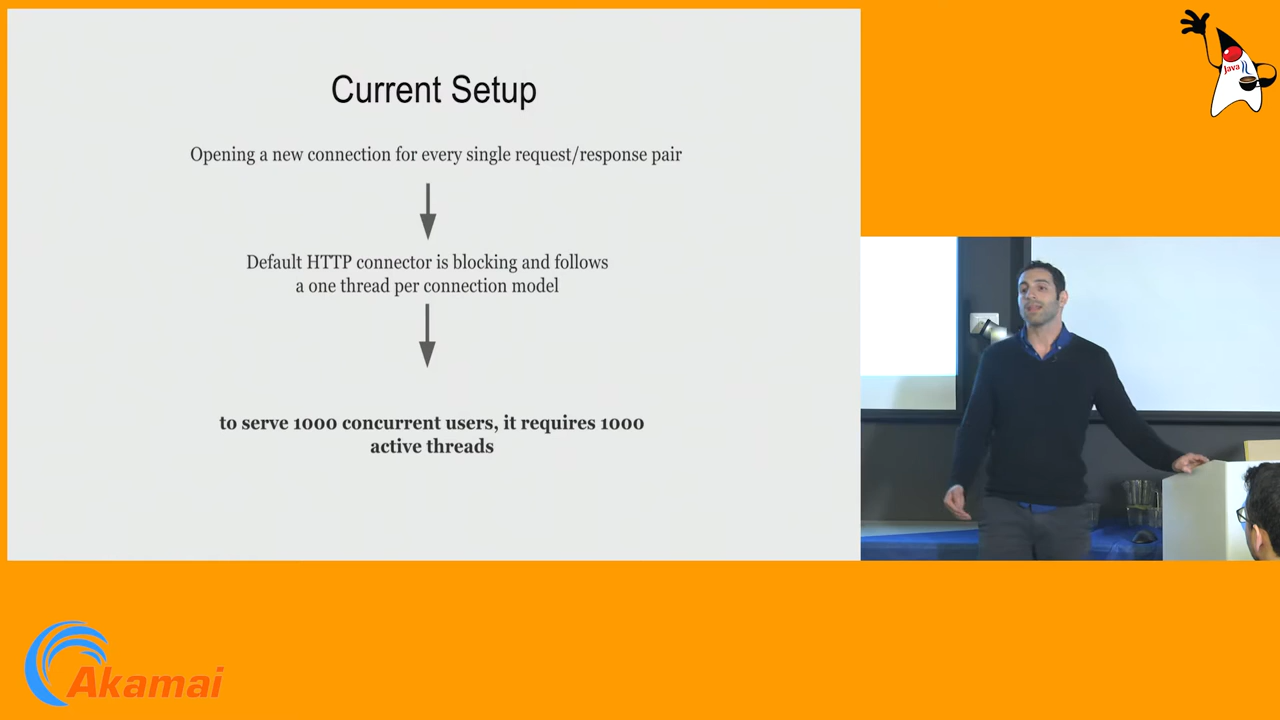 Current Setup
Opening a new connection for every single request/response pair
Default HTTP connector is blocking and follows
a one thread per connection model
to serve 1000 concurrent users, it requires 1000
active threads
Java
Akamai